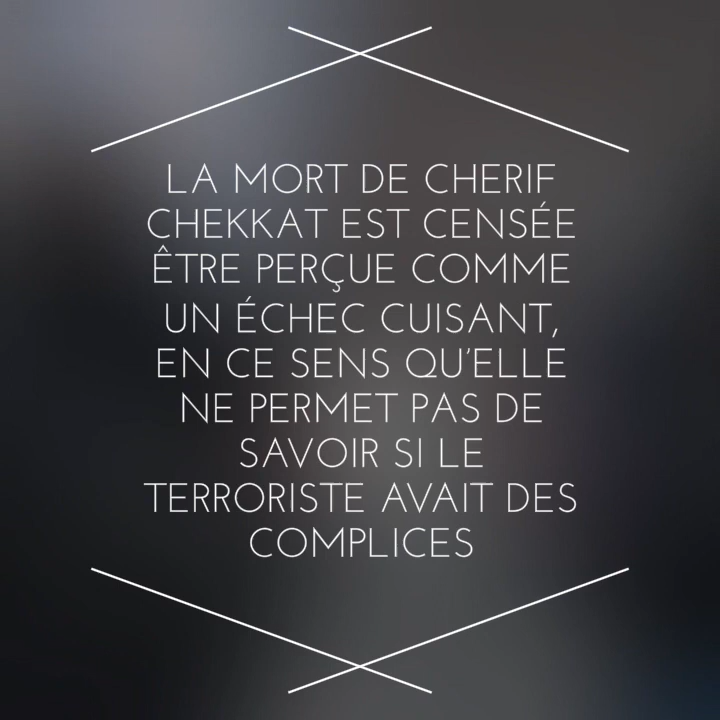 LA MORT DE CHERIF
CHEKKAT EST CENSÉE
ÊTRE PERÇUE COMME
UN ÉCHEC CUISANT,
EN CE SENS QU'ELLE
NE PERMET PAS DE
SAVOIR SI LE
TERRORISTE AVAIT DES
COMPLICES